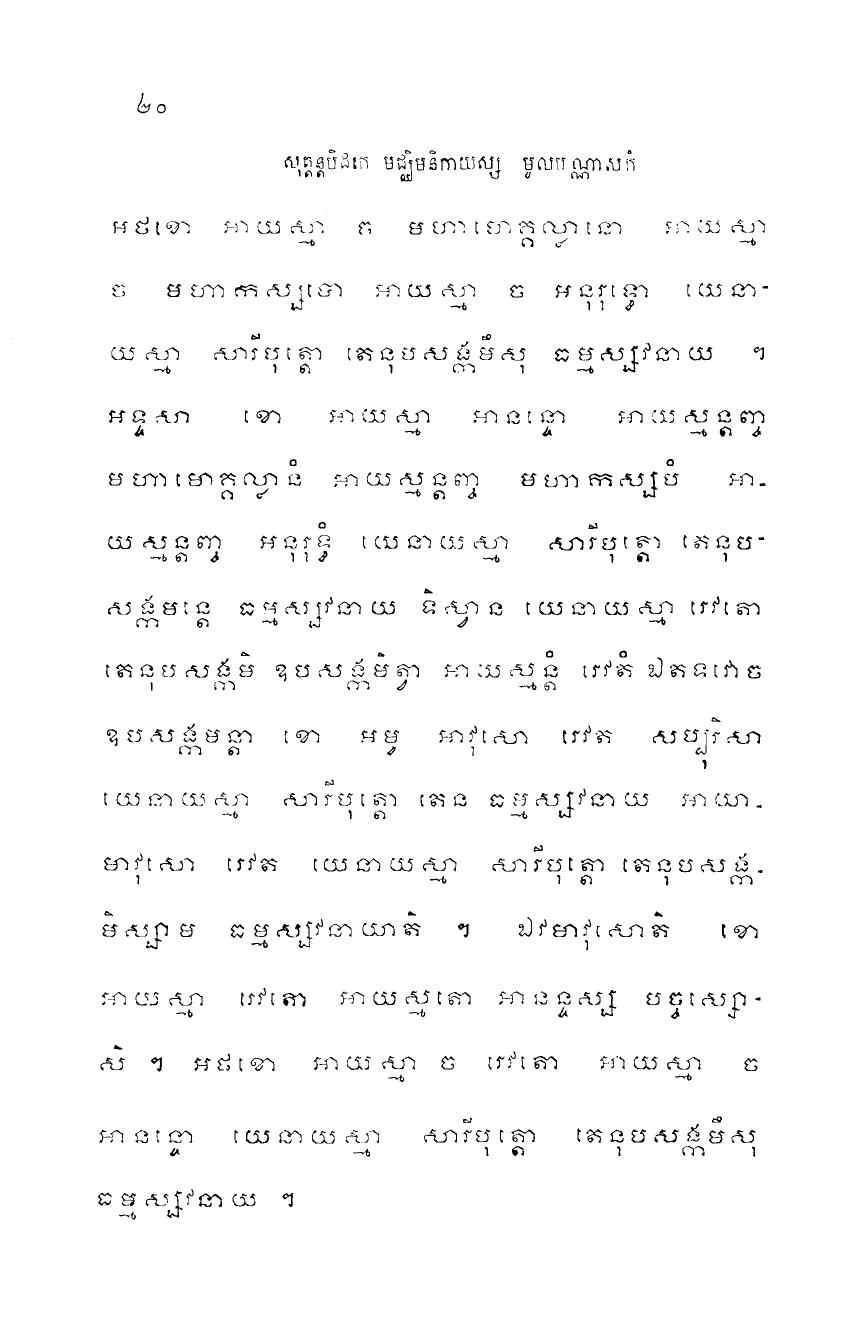 ២០
សុត្តន្តបិដកេ មជ្ឈិមនិកាយស្ស មូលបណ្ណាសកំ
អថខោ អាយស្មា ច មហាមោគ្គល្លានោ អាយស្មា
ច មហាកស្សបោ អាយស្មា ច អនុរុទ្ធោ យេនា-
យស្មា សារីបុត្តោ តេនុបសង្កមឹសុ ធម្មស្សវនាយ ។
អទ្ទសា ខោ អាយស្មា អានន្ទោ អាយស្មន្តញ្ច
មហាមោគ្គល្លានំ អាយស្មន្តញ្ច មហាកស្សបំ អា-
យស្មន្តញ្ច អនុរុទ្ធំ យេនាយស្មា សារីបុត្តោ តេនុប-
សង្កមន្តេ ធម្មស្សវនាយ ទិស្វាន យេនាយស្មា រេវតោ
តេនុបសង្កមិ ឧបសង្កមិត្វា អាយស្មន្តំ រេវតំ ឯតទវោច
ឧបសង្កមន្តា ខោ អម្ហ អាវុសោ រេវត សប្បុរិសា
យេនាយស្មា សារីបុត្តោ តេន ធម្មស្សវនាយ អាយា-
មាវុសោ រេវត យេនាយស្មា សារីបុត្តោ តេនុបសង្ក-
មិស្សាម ធម្មស្សវនាយាតិ ។ ឯវមាវុសោតិ ខោ
អាយស្មា រេវតោ អាយស្មតោ អានន្ទស្ស បច្ចស្សោ-
សិ ។ អថខោ អាយស្មា ច រេវតោ អាយស្មា ច
អានន្ទោ យេនាយស្មា សារីបុត្តោ តេនុបសង្កមឹសុ
ធម្មស្សវនាយ ។